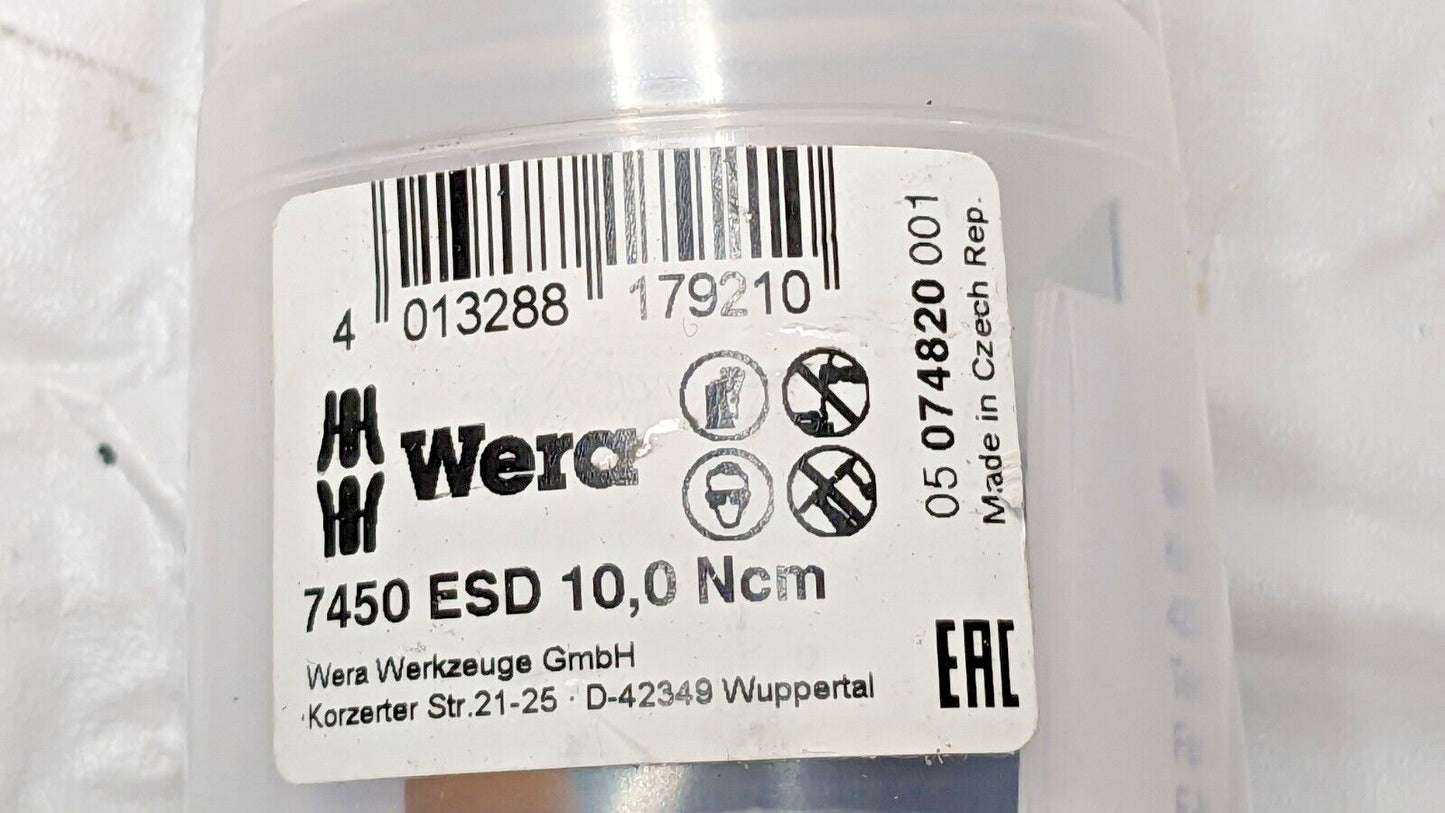 4 013288 179210
Wera
7450 ESD 10,0 Ncm
Wera Werkzeuge GmbH
Korzerter Str.21-25 · D-42349 Wuppertal
05 074820 001
Made in Czech Rep.
EAC